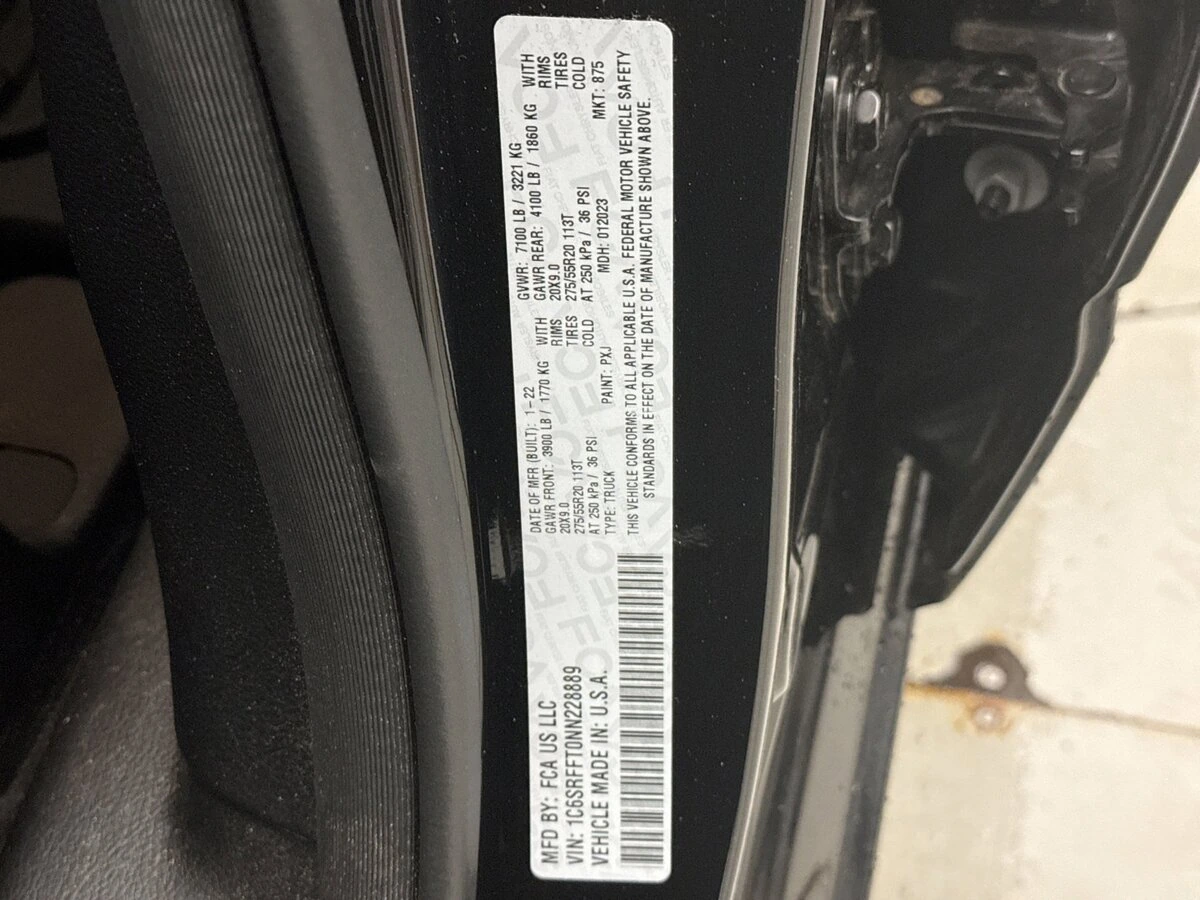 MFD BY: FCA US LLC
VIN: 1C6SRFFT0NN228889
VEHICLE MADE IN: U.S.A.
DATE OF MFR (BUILT): 1-22 GVWR: 7100 LB / 3221 KG
GAWR FRONT: 3900 LB / 1770 KG WITH GAWR REAR: 4100 LB / 1860 KG WITH
20X9.0 RIMS 20X9.0 RIMS
275/55R20 113T TIRES 275/55R20 113T TIRES
AT 250 kPa / 36 PSI COLD AT 250 kPa / 36 PSI COLD
TYPE: TRUCK PAINT: PXJ MDH: 012023 MKT: 875
THIS VEHICLE CONFORMS TO ALL APPLICABLE U.S.A. FEDERAL MOTOR VEHICLE SAFETY
STANDARDS IN EFFECT ON THE DATE OF MANUFACTURE SHOWN ABOVE.